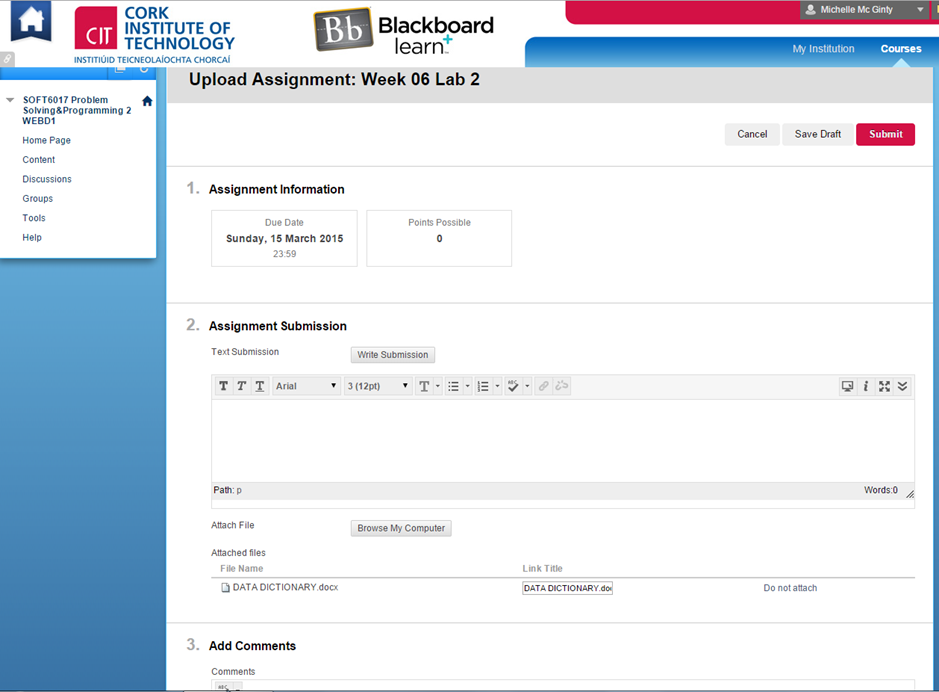 CIT
CORK
INSTITUTE OF
TECHNOLOGY
INSTITIÚID TEICNEOLAÍOCHTA CHORCAÍ
Bb
Blackboard
learn+
Michelle Mc Ginty
My Institution
Courses
SOFT6017 Problem
Solving&Programming 2
WEBD1
Home Page
Content
Discussions
Groups
Tools
Help
Upload Assignment: Week 06 Lab 2
Cancel Save Draft Submit
1. Assignment Information
Due Date
Sunday, 15 March 2015
23:59
Points Possible
0
2. Assignment Submission
Text Submission Write Submission
T T T Arial 3 (12pt) T ABC i
Path: p Words:0
Attach File Browse My Computer
Attached files
File Name Link Title
DATA DICTIONARY.docx DATA DICTIONARY.do Do not attach
3. Add Comments
Comments
ABC